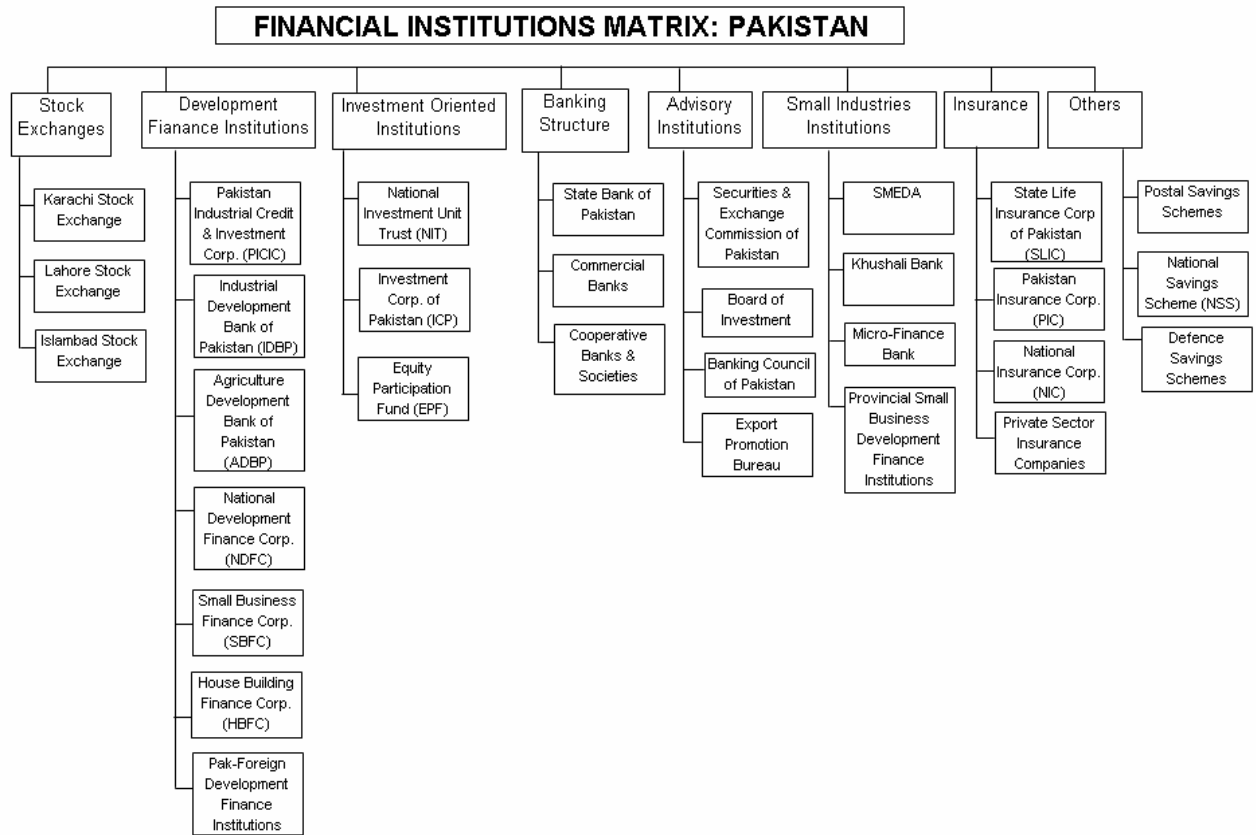 FINANCIAL INSTITUTIONS MATRIX: PAKISTAN
Stock
Exchanges
Development
Fianance Institutions
Investment Oriented
Institutions
Banking
Structure
Advisory
Institutions
Small Industries
Institutions
Insurance
Others
Karachi Stock
Exchange
Lahore Stock
Exchange
Islambad Stock
Exchange
Pakistan
Industrial Credit
& Investment
Corp. (PICIC)
Industrial
Development
Bank of
Pakistan (IDBP)
Agriculture
Development
Bank of
Pakistan
(ADBP)
National
Development
Finance Corp.
(NDFC)
Small Business
Finance Corp.
(SBFC)
House Building
Finance Corp.
(HBFC)
Pak-Foreign
Development
Finance
Institutions
National
Investment Unit
Trust (NIT)
Investment
Corp. of
Pakistan (ICP)
Equity
Participation
Fund (EPF)
State Bank of
Pakistan
Commercial
Banks
Cooperative
Banks &
Societies
Securities &
Exchange
Commission of
Pakistan
Board of
Investment
Banking Council
of Pakistan
Export
Promotion
Bureau
SMEDA
Khushali Bank
Micro-Finance
Bank
Provincial Small
Business
Development
Finance
Institutions
State Life
Insurance Corp
of Pakistan
(SLIC)
Pakistan
Insurance Corp.
(PIC)
National
Insurance Corp.
(NIC)
Private Sector
Insurance
Companies
Postal Savings
Schemes
National
Savings
Scheme (NSS)
Defence
Savings
Schemes